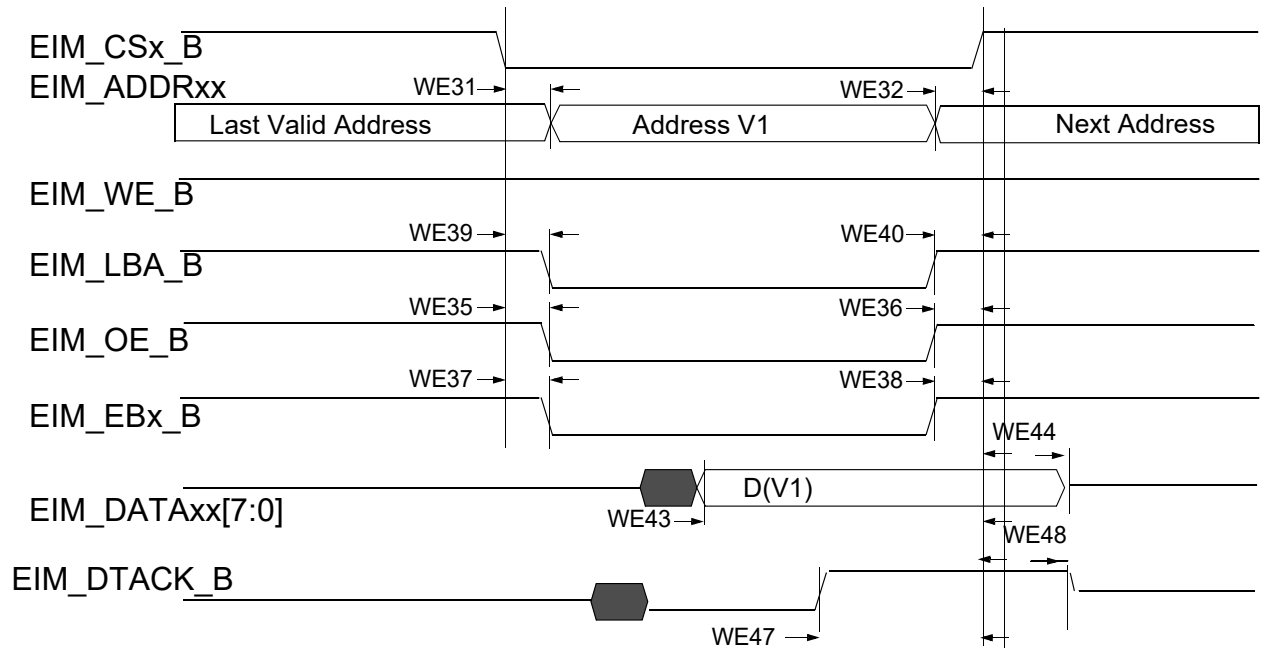 EIM_CSx_B
EIM_ADDRxx
WE31
WE32
Last Valid Address
Address V1
Next Address
EIM_WE_B
WE39
WE40
EIM_LBA_B
WE35
WE36
EIM_OE_B
WE37
WE38
EIM_EBx_B
WE44
D(V1)
EIM_DATAxx[7:0]
WE43
WE48
EIM_DTACK_B
WE47